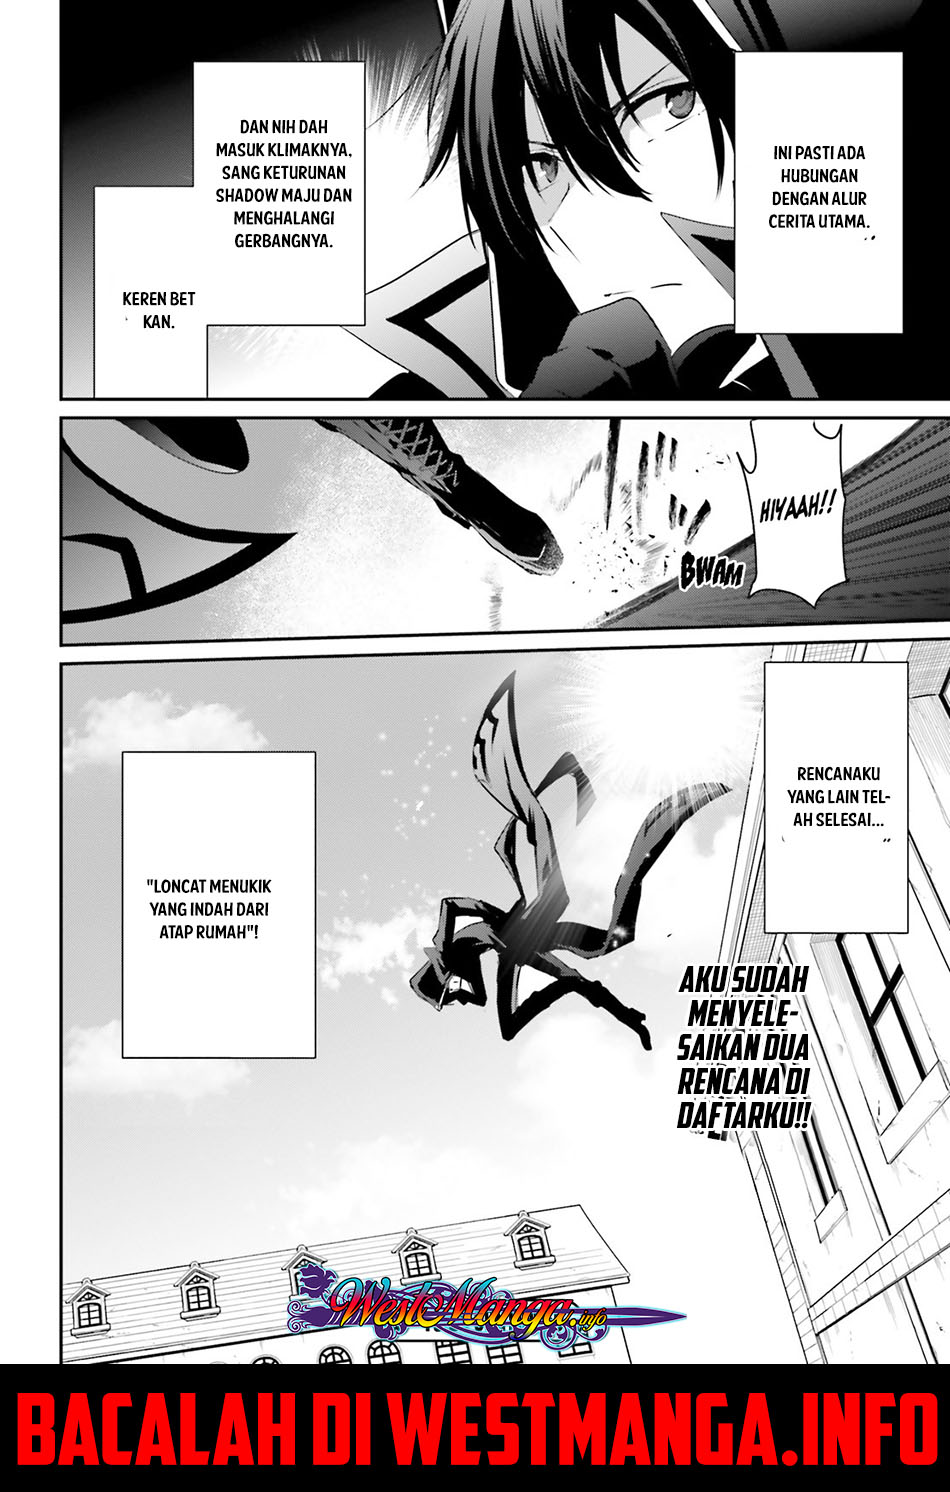 INI PASTI ADA
HUBUNGAN
DENGAN ALUR
CERITA UTAMA.
DAN NIH DAH
MASUK KLIMAKNYA,
SANG KETURUNAN
SHADOW MAJU DAN
MENGHALANGI
GERBANGNYA.
KEREN BET
KAN.
HIYAAH!!
BWAM
RENCANAKU
YANG LAIN TEL-
AH SELESAI...
"LONCAT MENUKIK
YANG INDAH DARI
ATAP RUMAH"!
AKU SUDAH
MENYELE-
SAIKAN DUA
RENCANA DI
DAFTARKU!!
WestManga.info
BACALAH DI WESTMANGA.INFO